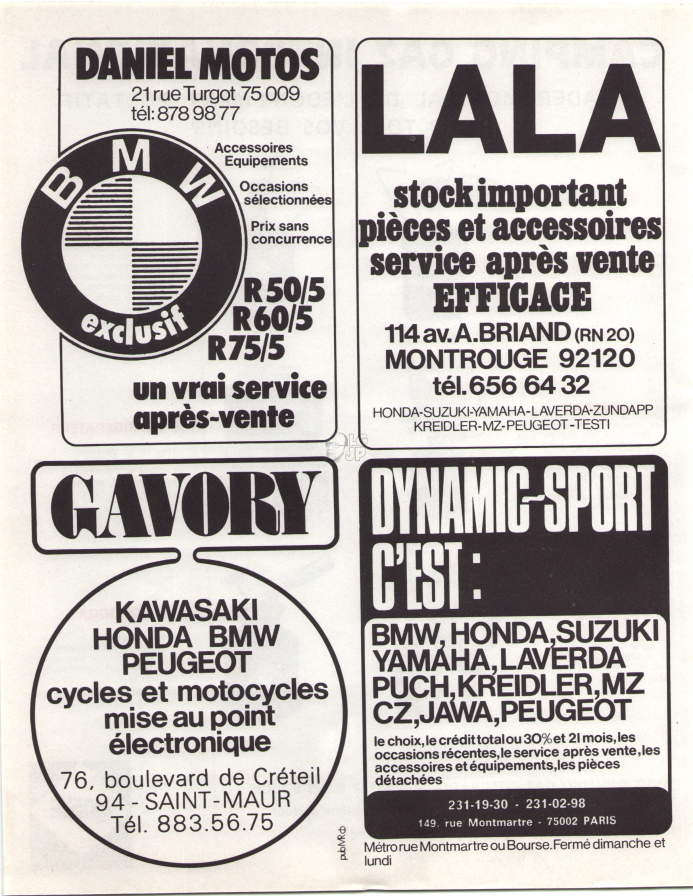 DANIEL MOTOS
21 rue Turgot 75 009
tél: 878 98 77
Accessoires
Equipements
Occasions
sélectionnées
Prix sans
concurrence
BMW
exclusif
R 50/5
R 60/5
R 75/5
un vrai service
après-vente
LALA
stock important
pièces et accessoires
service après vente
EFFICACE
114 av. A. BRIAND (RN 20)
MONTROUGE 92120
tél. 656 64 32
HONDA-SUZUKI-YAMAHA-LAVERDA-ZUNDAPP
KREIDLER-MZ-PEUGEOT-TESTI
GAVORY
KAWASAKI
HONDA BMW
PEUGEOT
cycles et motocycles
mise au point
électronique
76, boulevard de Créteil
94 - SAINT-MAUR
Tél. 883.56.75
DYNAMIC-SPORT
C'EST :
BMW, HONDA, SUZUKI
YAMAHA, LAVERDA
PUCH, KREIDLER, MZ
CZ, JAWA, PEUGEOT
le choix, le crédit total ou 30% et 21 mois, les
occasions récentes, le service après vente, les
accessoires et équipements, les pièces
détachées
231-19-30 - 231-02-98
149. rue Montmartre - 75002 PARIS
Métro rue Montmartre ou Bourse. Fermé dimanche et
lundi